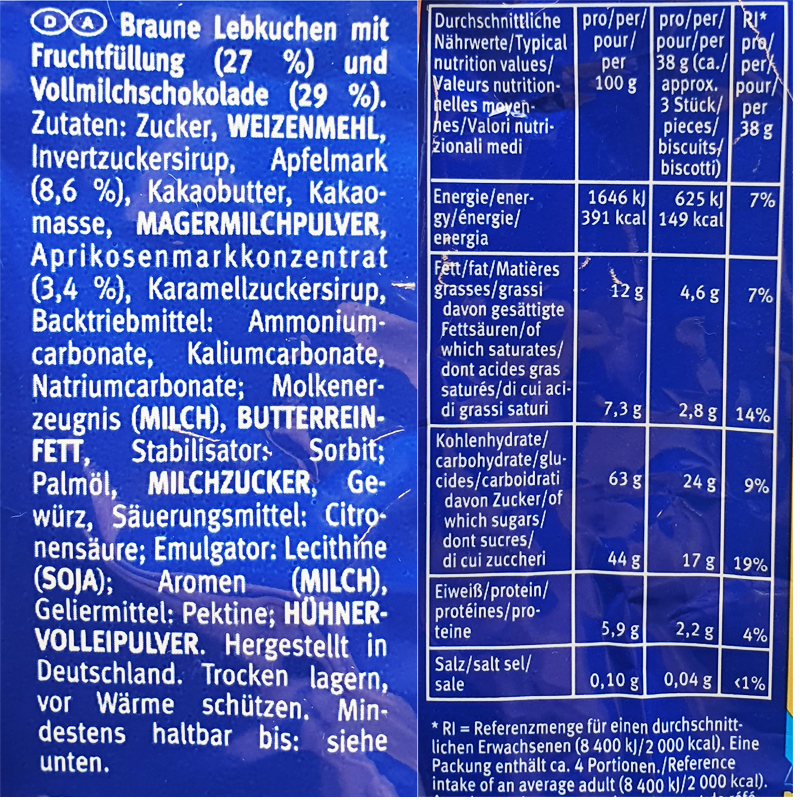 D A Braune Lebkuchen mit
Fruchtfüllung (27 %) und
Vollmilchschokolade (29 %).
Zutaten: Zucker, WEIZENMEHL,
Invertzuckersirup, Apfelmark
(8,6 %), Kakaobutter, Kakao-
masse, MAGERMILCHPULVER,
Aprikosenmarkkonzentrat
(3,4 %), Karamellzuckersirup,
Backtriebmittel: Ammonium-
carbonate, Kaliumcarbonate,
Natriumcarbonate; Molkener-
zeugnis (MILCH), BUTTERREIN-
FETT, Stabilisator: Sorbit;
Palmöl, MILCHZUCKER, Ge-
würz, Säuerungsmittel: Citro-
nensäure; Emulgator: Lecithine
(SOJA); Aromen (MILCH),
Geliermittel: Pektine; HÜHNER-
VOLLEIPULVER. Hergestellt in
Deutschland. Trocken lagern,
vor Wärme schützen. Min-
destens haltbar bis: siehe
unten.
Durchschnittliche pro/per/ pro/per/ RI*
Nährwerte/Typical pour/ pour/per pro/
nutrition values/ per 38 g (ca./ per/
Valeurs nutrition- 100 g approx. pour/
nelles moyen- 3 Stück/ per
nes/Valori nutri- pieces/ 38 g
zionali medi biscuits/
biscotti)
Energie/ener- 1646 kJ 625 kJ 7%
gy/énergie/ 391 kcal 149 kcal
energia
Fett/fat/Matières
grasses/grassi 12 g 4,6 g 7%
davon gesättigte
Fettsäuren/of
which saturates/
dont acides gras
saturés/di cui aci-
di grassi saturi 7,3 g 2,8 g 14%
Kohlenhydrate/
carbohydrate/glu-
cides/carboidrati 63 g 24 g 9%
davon Zucker/of
which sugars/
dont sucres/
di cui zuccheri 44 g 17 g 19%
Eiweiß/protein/
protéines/pro-
teine 5,9 g 2,2 g 4%
Salz/salt sel/
sale 0,10 g 0,04 g <1%
* RI = Referenzmenge für einen durchschnitt-
lichen Erwachsenen (8 400 kJ/2 000 kcal). Eine
Packung enthält ca. 4 Portionen./Reference
intake of an average adult (8 400 kJ/2 000 kcal).